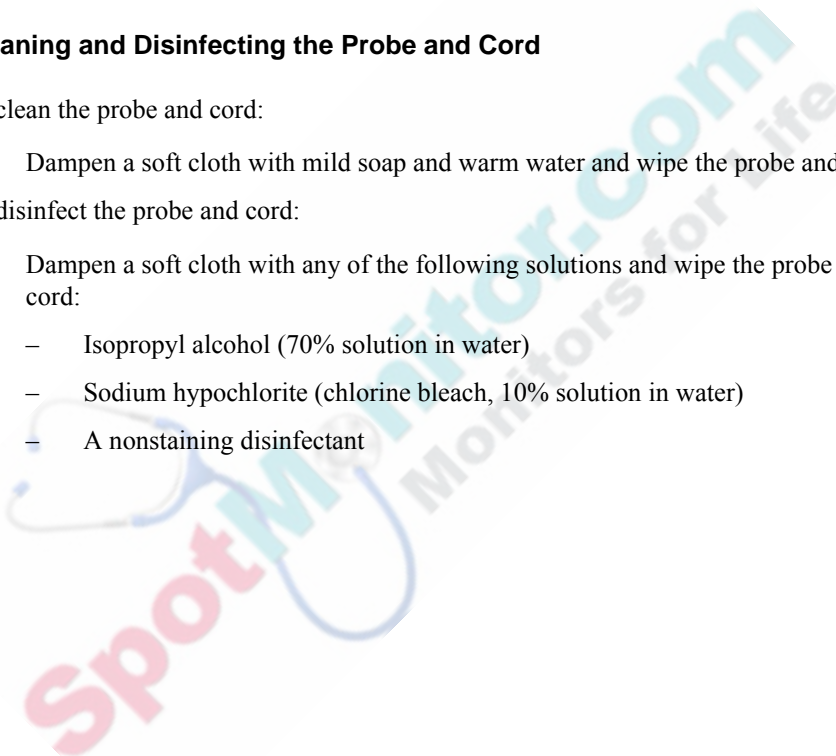 aning and Disinfecting the Probe and Cord
clean the probe and cord:
Dampen a soft cloth with mild soap and warm water and wipe the probe and
disinfect the probe and cord:
Dampen a soft cloth with any of the following solutions and wipe the probe
cord:
– Isopropyl alcohol (70% solution in water)
– Sodium hypochlorite (chlorine bleach, 10% solution in water)
– A nonstaining disinfectant
SpotMonitor.com
Monitors for Life